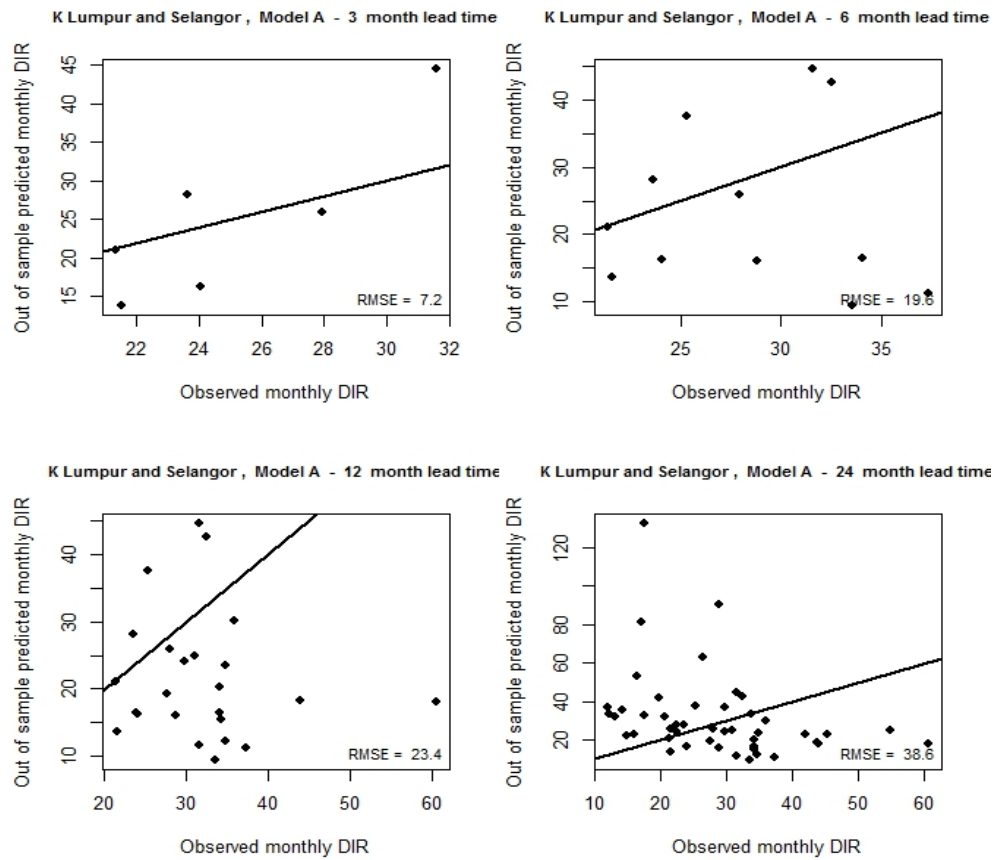 K Lumpur and Selangor , Model A - 3 month lead time
Out of sample predicted monthly DIR
45
40
35
30
25
20
15
RMSE = 7.2
22 24 26 28 30 32
Observed monthly DIR
K Lumpur and Selangor , Model A - 6 month lead time
Out of sample predicted monthly DIR
40
30
20
10
RMSE = 19.6
25 30 35
Observed monthly DIR
K Lumpur and Selangor , Model A - 12 month lead time
Out of sample predicted monthly DIR
40
30
20
10
RMSE = 23.4
20 30 40 50 60
Observed monthly DIR
K Lumpur and Selangor , Model A - 24 month lead time
Out of sample predicted monthly DIR
120
80
60
40
20
RMSE = 38.6
10 20 30 40 50 60
Observed monthly DIR